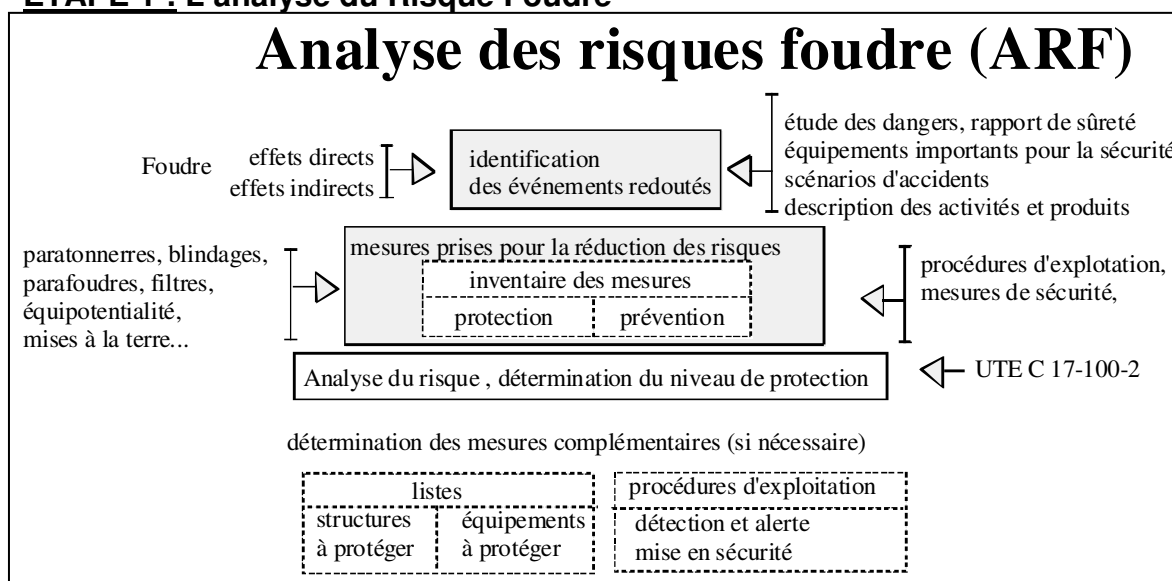 ETAPE 1 : L'analyse du Risque Foudre
Analyse des risques foudre (ARF)
Foudre
effets directs
effets indirects
identification
des événements redoutés
étude des dangers, rapport de sûreté
équipements importants pour la sécurité
scénarios d'accidents
description des activités et produits
paratonnerres, blindages,
parafoudres, filtres,
équipotentialité,
mises à la terre...
mesures prises pour la réduction des risques
inventaire des mesures
protection prévention
procédures d'explotation,
mesures de sécurité,
Analyse du risque , détermination du niveau de protection
UTE C 17-100-2
détermination des mesures complémentaires (si nécessaire)
listes
structures
à protéger
équipements
à protéger
procédures d'exploitation
détection et alerte
mise en sécurité